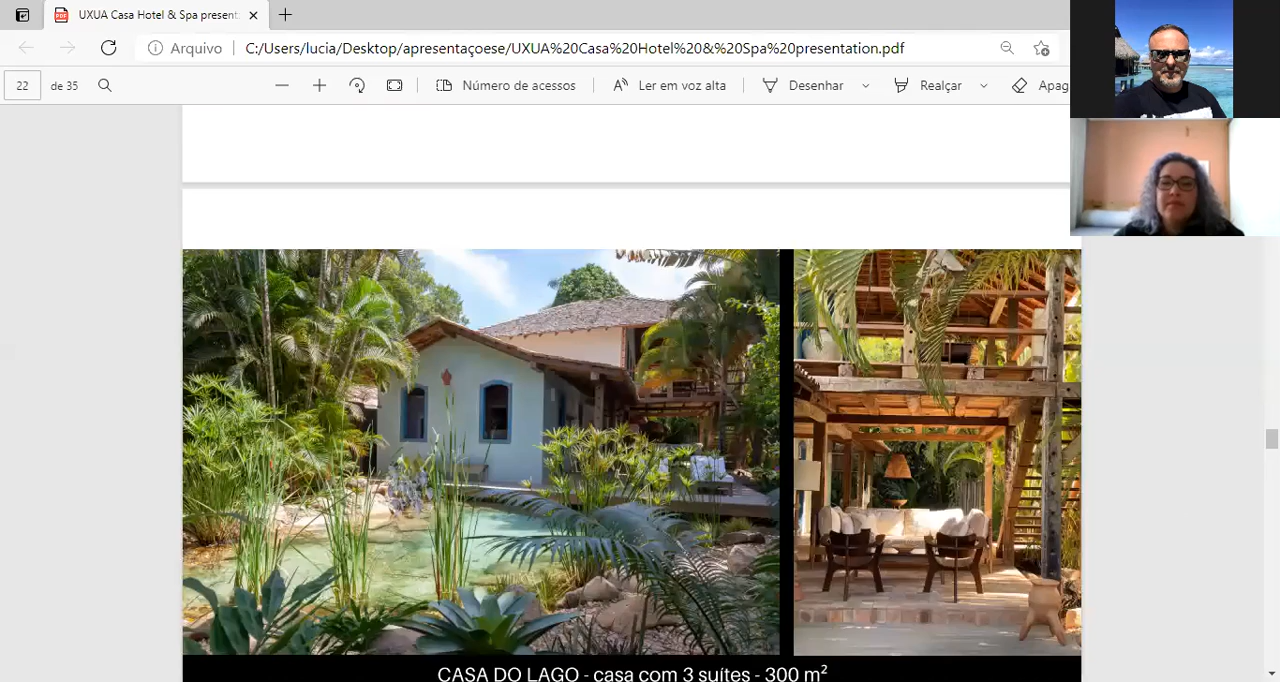 UXUA Casa Hotel & Spa present
Arquivo
C:/Users/lucia/Desktop/apresentaçoese/UXUA%20Casa%20Hotel%20&%20Spa%20presentation.pdf
22 de 35
Número de acessos
Ler em voz alta
Desenhar
Realçar
Apag
CASA DO LAGO - casa com 3 suítes - 300 m²